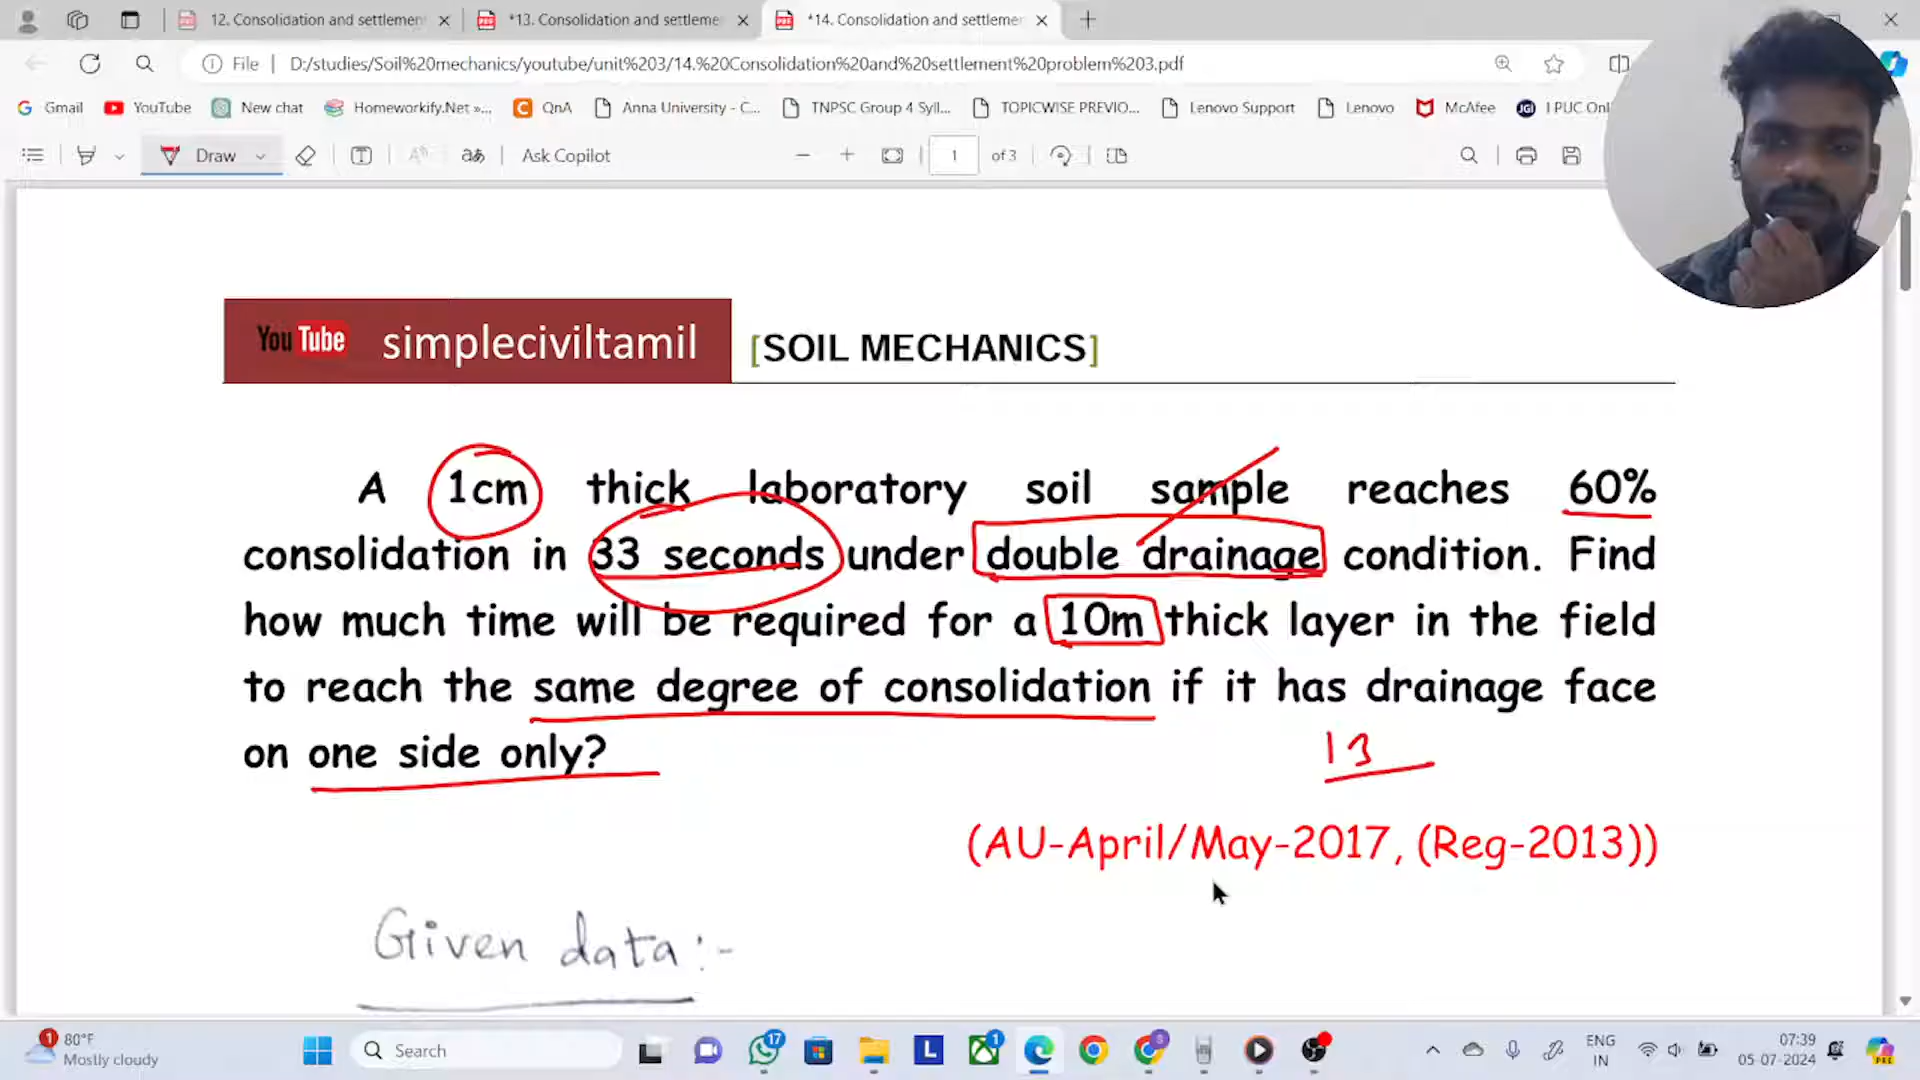 12. Consolidation and settlemen
*13. Consolidation and settleme
*14. Consolidation and settlemen
File
D:/studies/Soil%20mechanics/youtube/unit%203/14.%20Consolidation%20and%20settlement%20problem%203.pdf
Gmail
YouTube
New chat
Homeworkify.Net »...
QnA
Anna University - C...
TNPSC Group 4 Syll...
TOPICWISE PREVIO...
Lenovo Support
Lenovo
McAfee
I PUC Onl
Draw
Ask Copilot
1 of 3
YouTube simpleciviltamil [SOIL MECHANICS]
A 1cm thick laboratory soil sample reaches 60%
consolidation in 33 seconds under double drainage condition. Find
how much time will be required for a 10m thick layer in the field
to reach the same degree of consolidation if it has drainage face
on one side only?
13
(AU-April/May-2017, (Reg-2013))
Given data:-
80°F
Mostly cloudy
Search
17
1
ENG
IN
07:39
05-07-2024